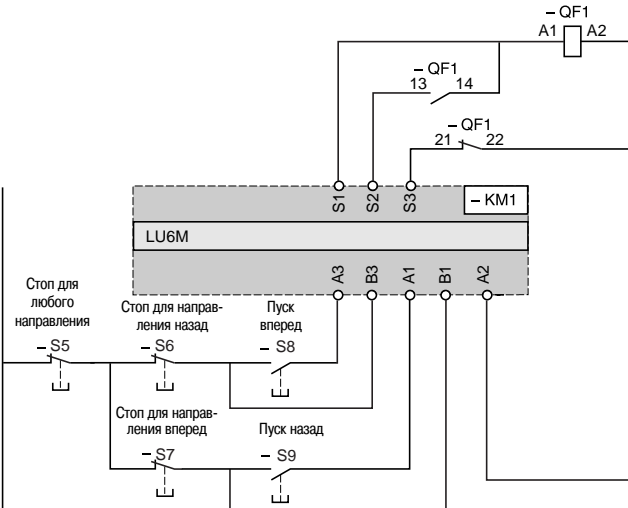 – QF1
A1 A2
– QF1
13 14
– QF1
21 22
S1 S2 S3
– KM1
LU6M
A3 B3 A1 B1 A2
Стоп для
любого
направления
– S5
Стоп для направ-
ления назад
– S6
Пуск
вперед
– S8
Стоп для направ-
ления вперед
– S7
Пуск назад
– S9